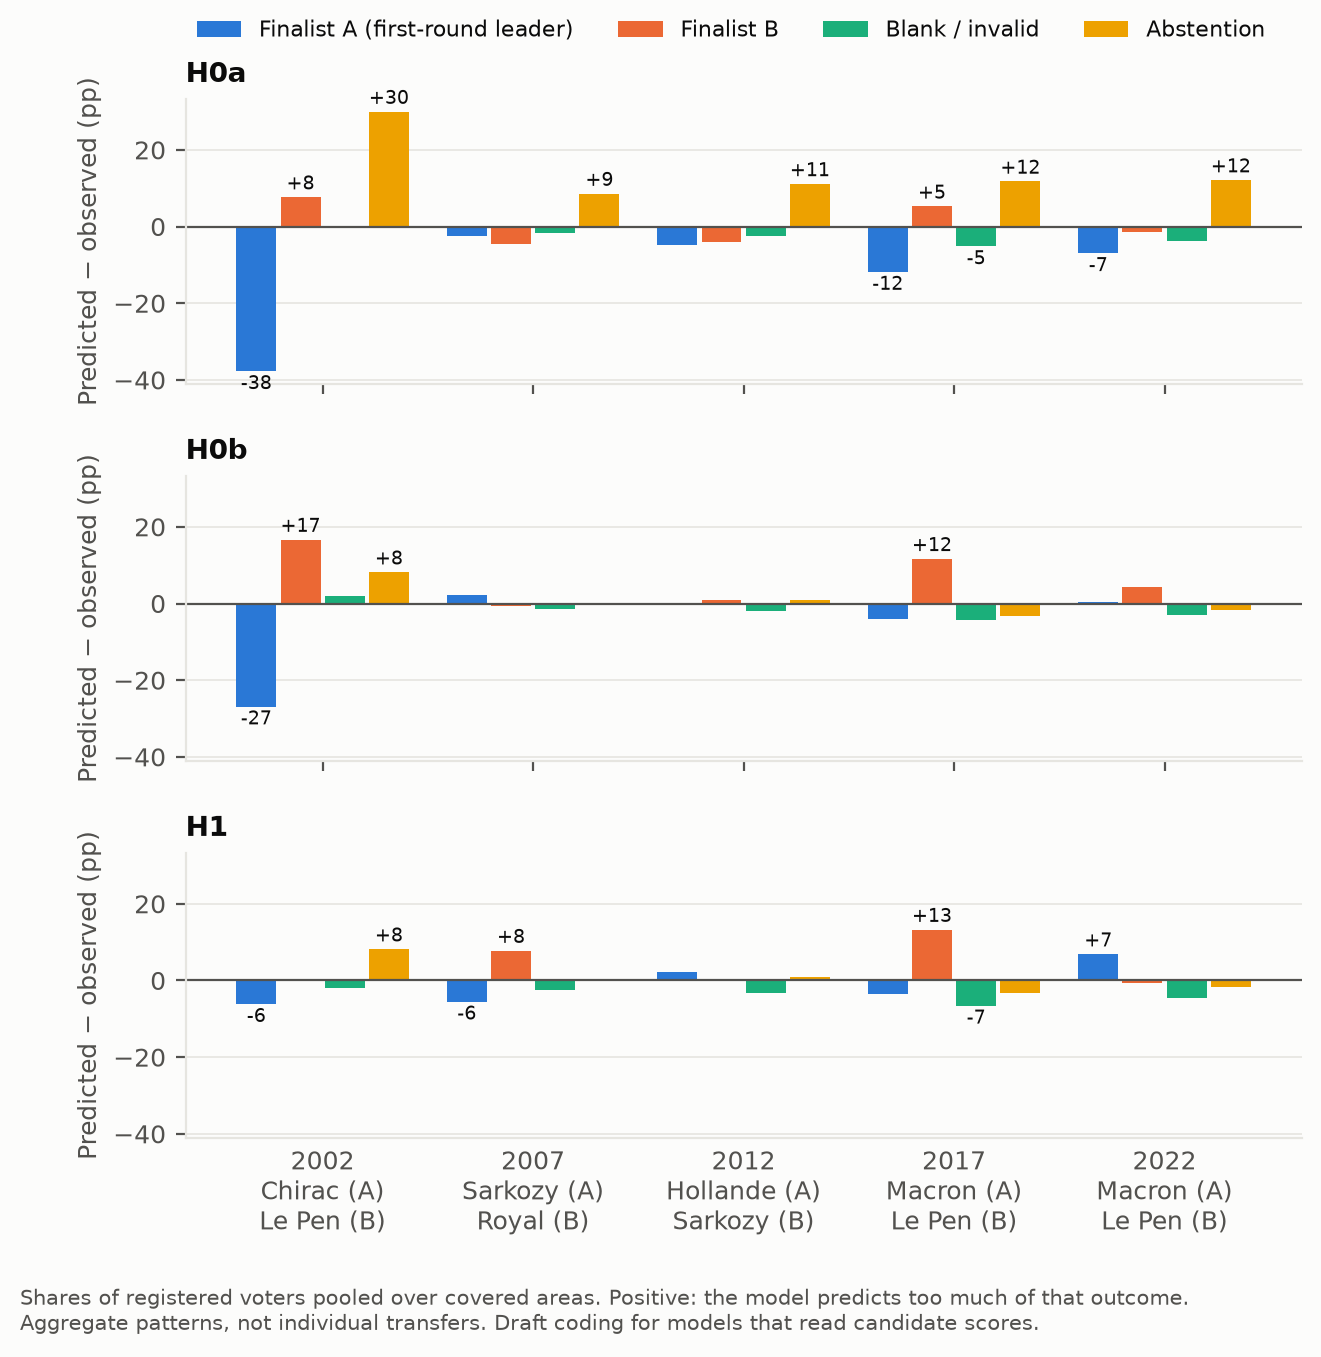 Finalist A (first-round leader) Finalist B Blank / invalid Abstention
H0a
Predicted − observed (pp)
20
0
−20
−40
-38
+8
+30
+9
+11
-12
+5
-5
+12
-7
+12
H0b
Predicted − observed (pp)
20
0
−20
−40
-27
+17
+8
+12
H1
Predicted − observed (pp)
20
0
−20
−40
-6
+8
-6
+8
+13
-7
+7
2002 2007 2012 2017 2022
Chirac (A) Sarkozy (A) Hollande (A) Macron (A) Macron (A)
Le Pen (B) Royal (B) Sarkozy (B) Le Pen (B) Le Pen (B)
Shares of registered voters pooled over covered areas. Positive: the model predicts too much of that outcome.
Aggregate patterns, not individual transfers. Draft coding for models that read candidate scores.